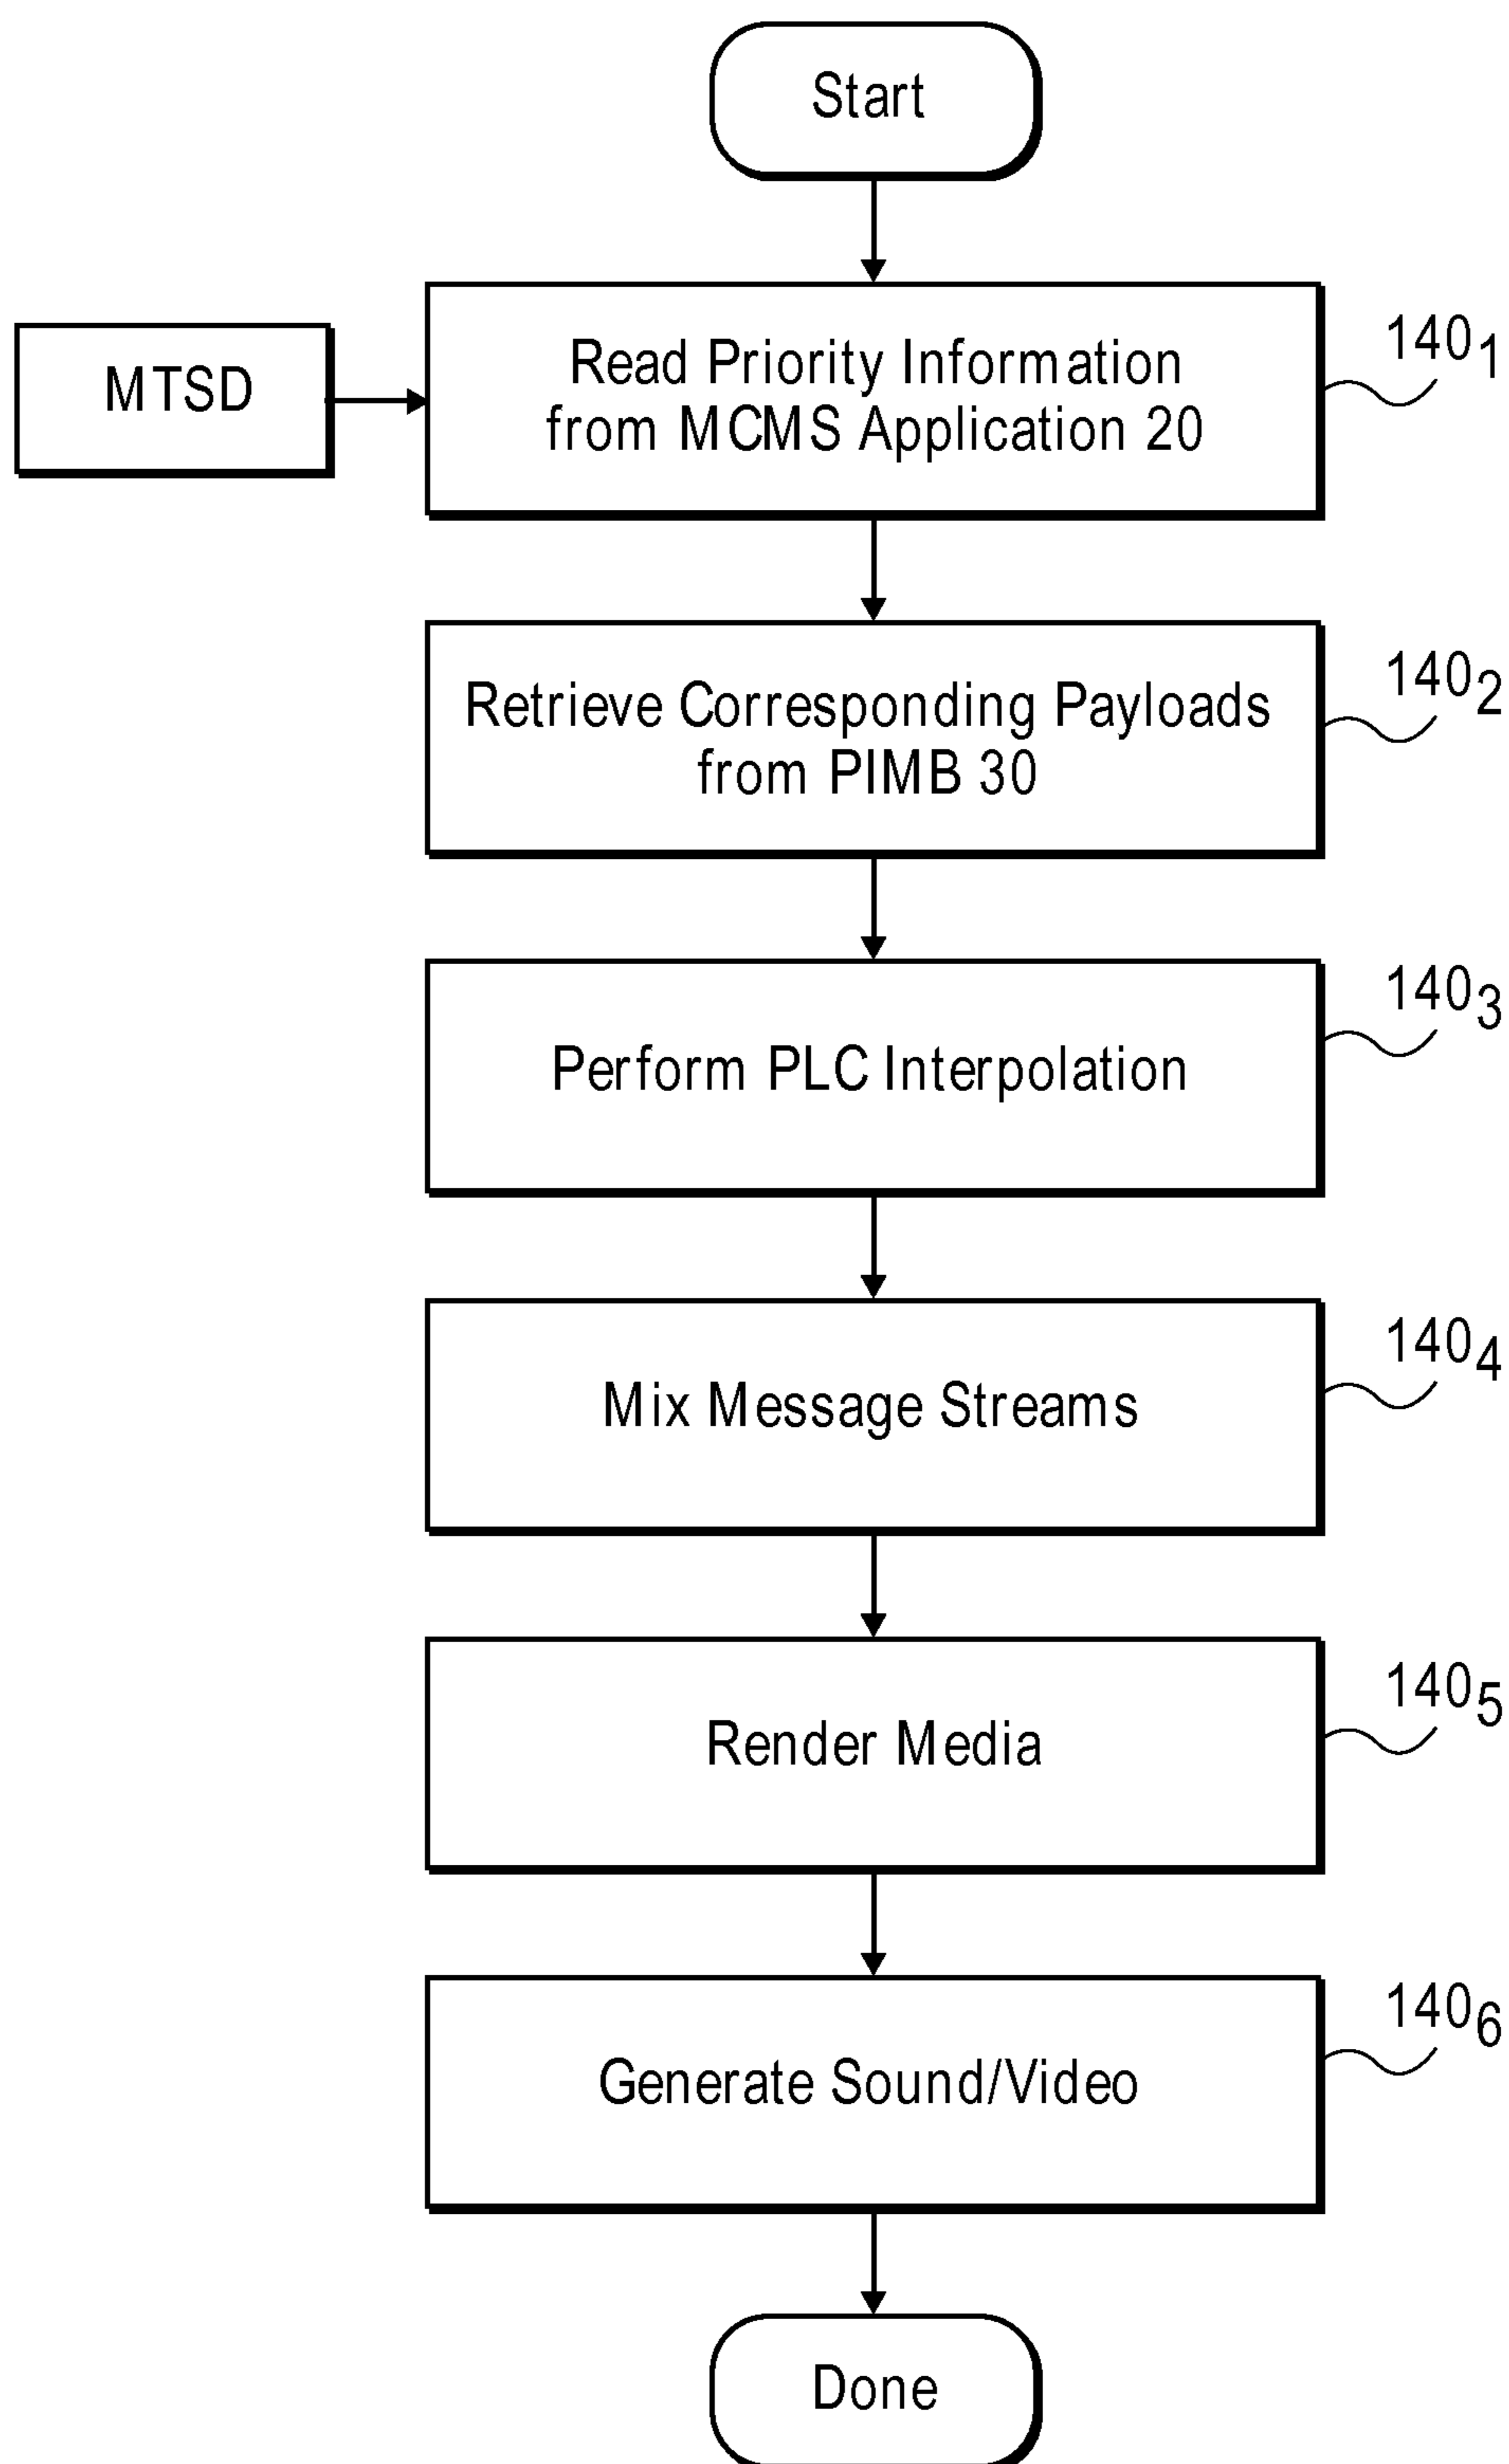 Start
MTSD
Read Priority Information
from MCMS Application 20
140₁
Retrieve Corresponding Payloads
from PIMB 30
140₂
Perform PLC Interpolation
140₃
Mix Message Streams
140₄
Render Media
140₅
Generate Sound/Video
140₆
Done